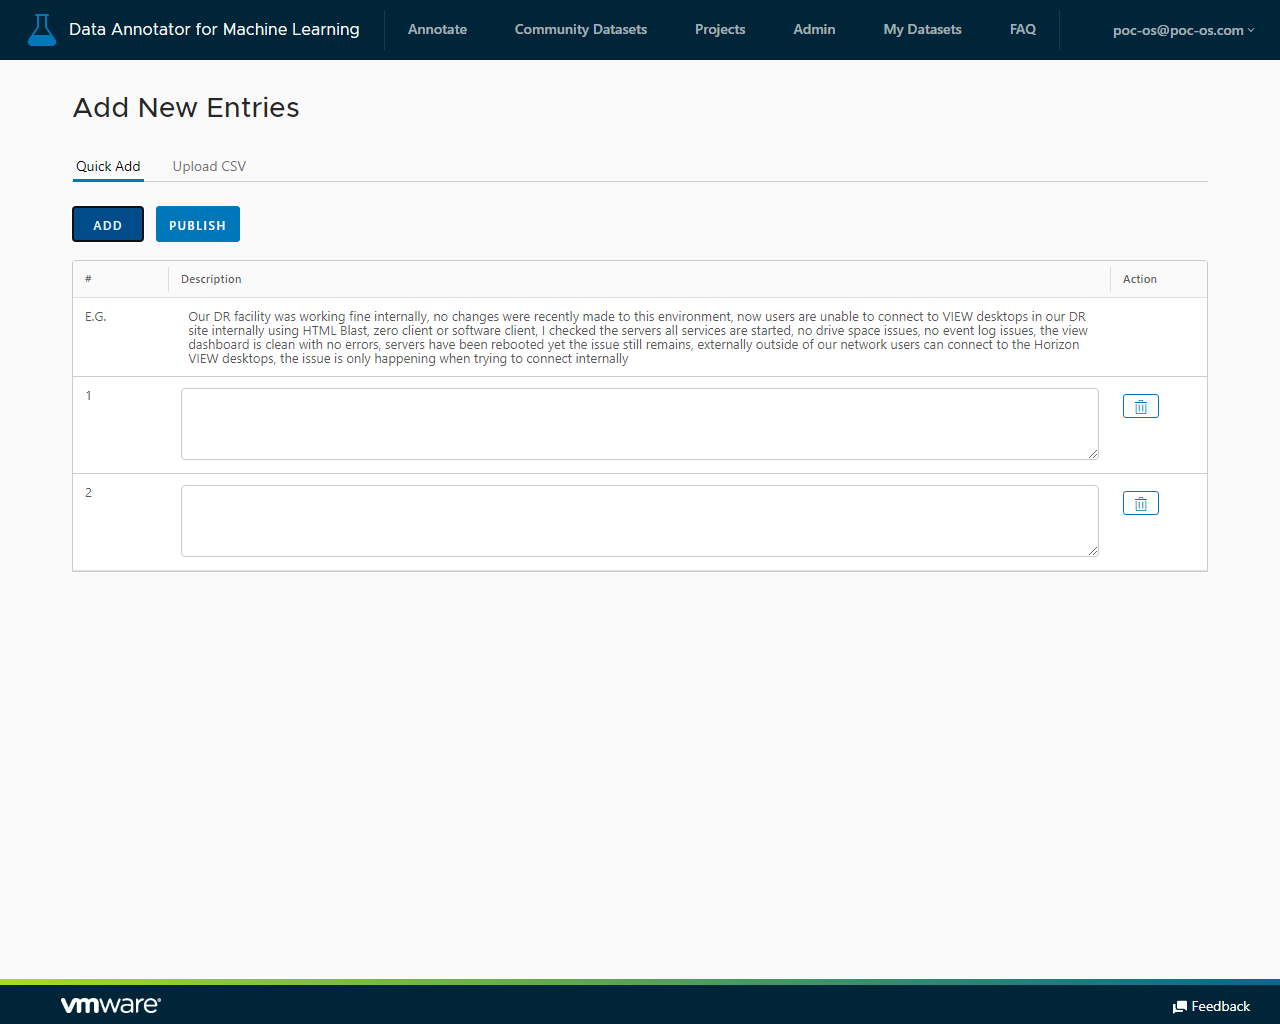 Data Annotator for Machine Learning
Annotate
Community Datasets
Projects
Admin
My Datasets
FAQ
poc-os@poc-os.com
Add New Entries
Quick Add
Upload CSV
ADD
PUBLISH
#
Description
Action
E.G.
Our DR facility was working fine internally, no changes were recently made to this environment, now users are unable to connect to VIEW desktops in our DR
site internally using HTML Blast, zero client or software client, I checked the servers all services are started, no drive space issues, no event log issues, the view
dashboard is clean with no errors, servers have been rebooted yet the issue still remains, externally outside of our network users can connect to the Horizon
VIEW desktops, the issue is only happening when trying to connect internally
1
2
vmware®
Feedback